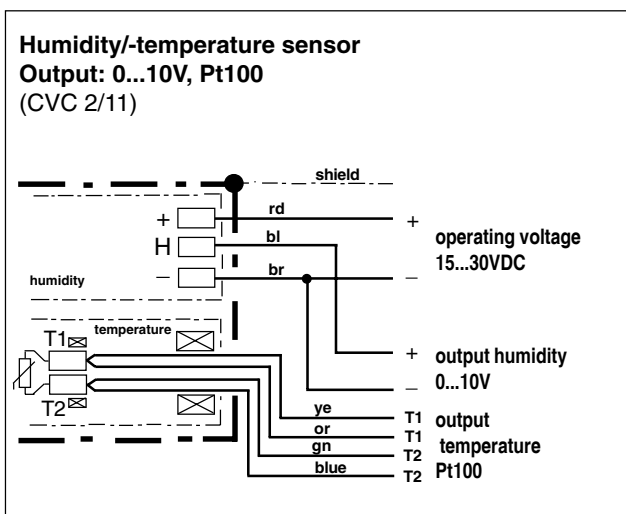 Humidity/-temperature sensor
Output: 0...10V, Pt100
(CVC 2/11)
shield
+ rd +
H bl
operating voltage
15...30VDC
– br –
humidity
T1 temperature
T2
+ output humidity
– 0...10V
ye T1 output
or T1
temperature
gn T2
blue T2 Pt100